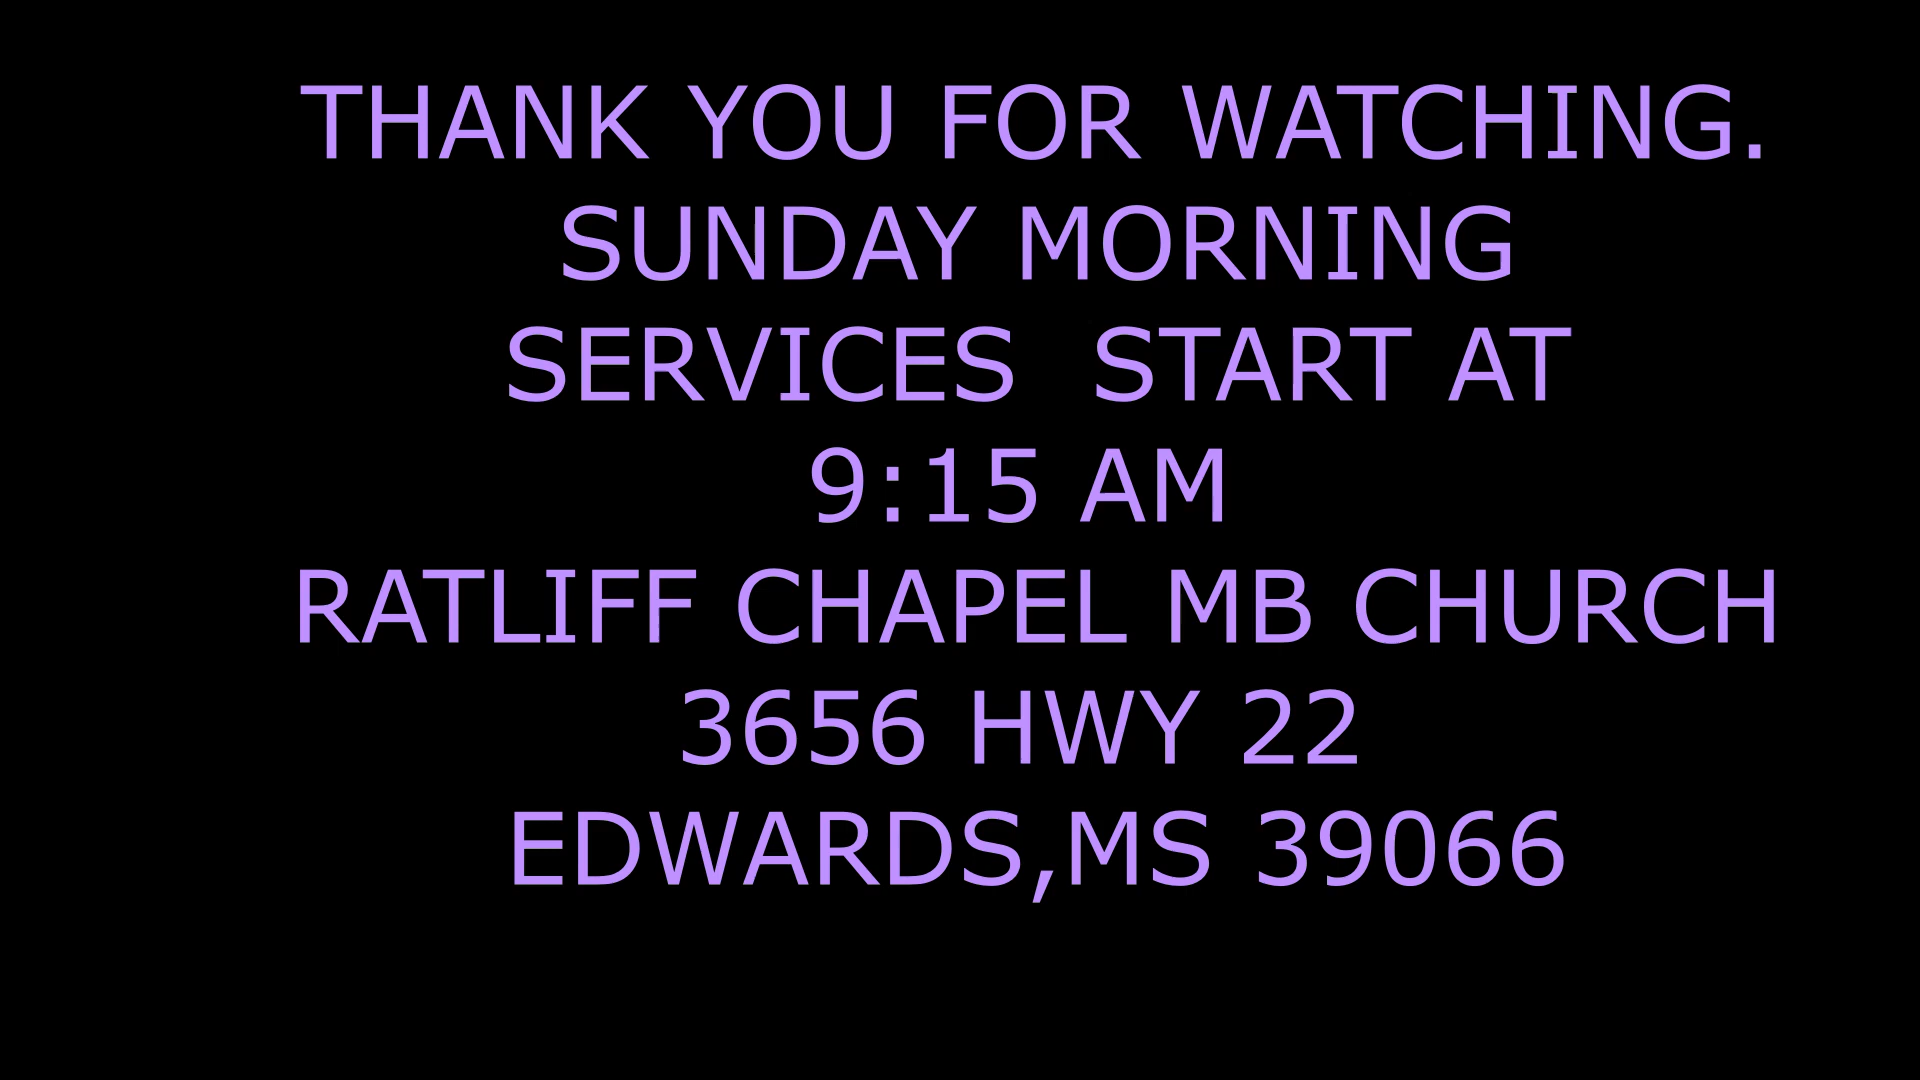 THANK YOU FOR WATCHING.
SUNDAY MORNING
SERVICES  START AT
9:15 AM
RATLIFF CHAPEL MB CHURCH
3656 HWY 22
EDWARDS,MS 39066